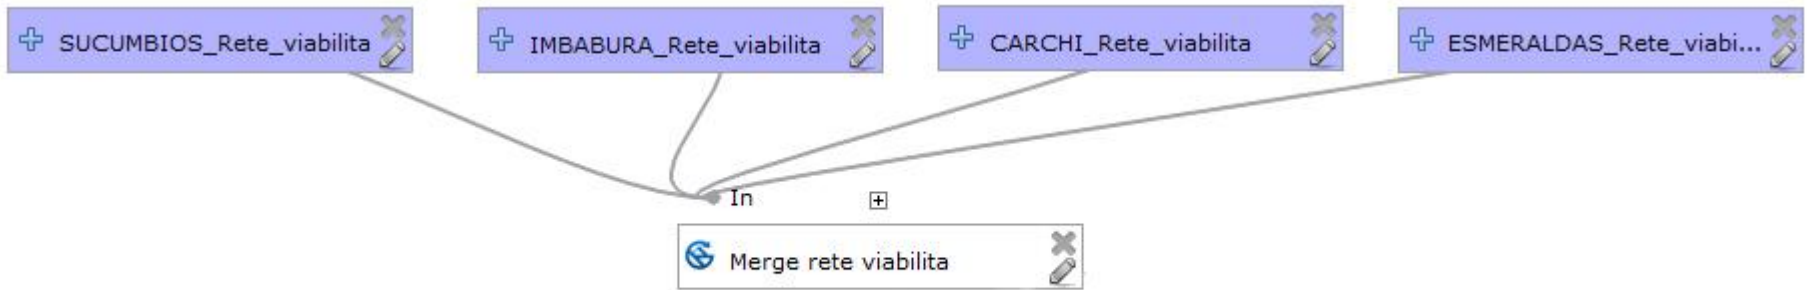 SUCUMBIOS_Rete_viabilita
IMBABURA_Rete_viabilita
CARCHI_Rete_viabilita
ESMERALDAS_Rete_viabi...
In
Merge rete viabilita